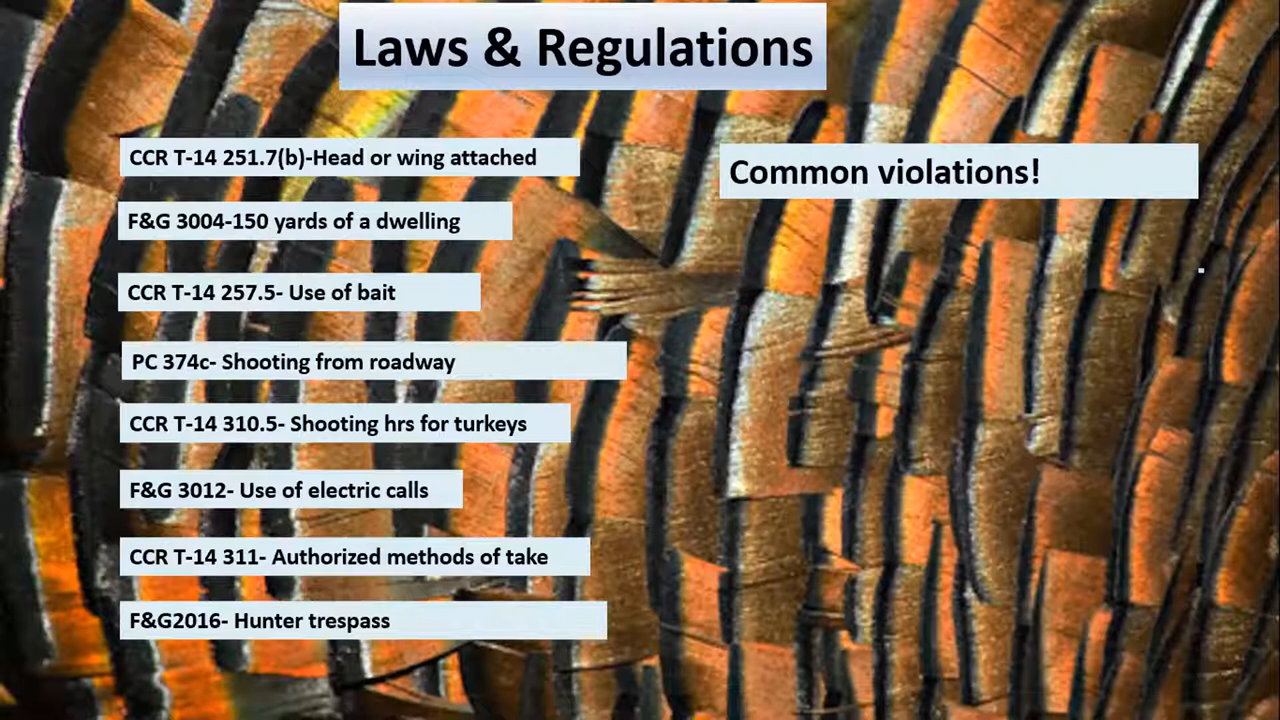 Laws & Regulations
CCR T-14 251.7(b)-Head or wing attached
Common violations!
F&G 3004-150 yards of a dwelling
CCR T-14 257.5- Use of bait
PC 374c- Shooting from roadway
CCR T-14 310.5- Shooting hrs for turkeys
F&G 3012- Use of electric calls
CCR T-14 311- Authorized methods of take
F&G2016- Hunter trespass